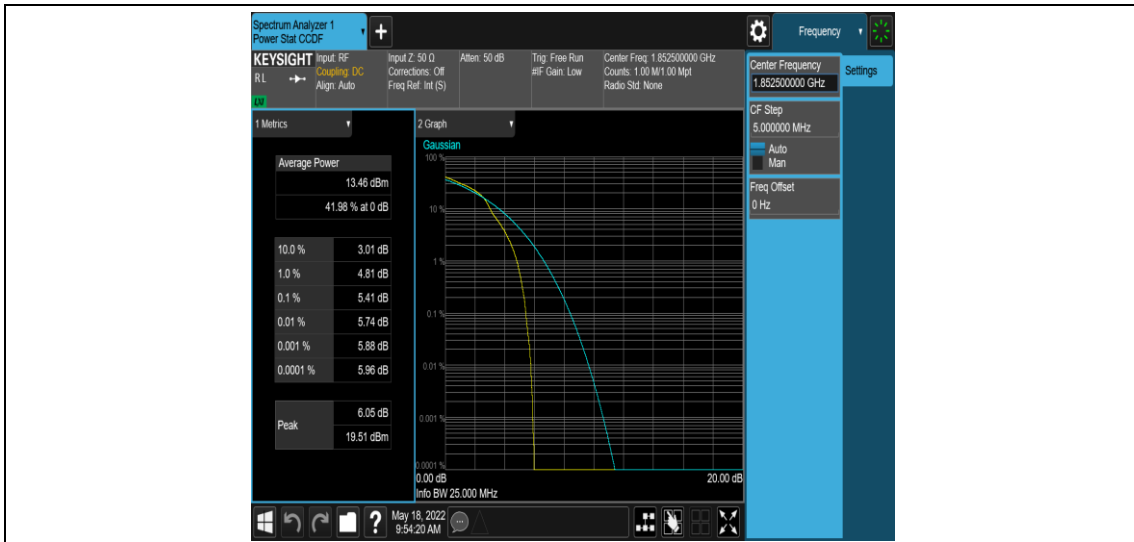 Spectrum Analyzer 1
Power Stat CCDF
Frequency
KEYSIGHT
RL
LXI
Input: RF
Coupling: DC
Align: Auto
Input Z: 50 Ω
Corrections: Off
Freq Ref: Int (S)
Atten: 50 dB
Trig: Free Run
#IF Gain: Low
Center Freq: 1.852500000 GHz
Counts: 1.00 M/1.00 Mpt
Radio Std: None
Center Frequency
1.852500000 GHz
Settings
CF Step
5.000000 MHz
Auto
Man
Freq Offset
0 Hz
1 Metrics
Average Power
13.46 dBm
41.98 % at 0 dB
10.0 % 3.01 dB
1.0 % 4.81 dB
0.1 % 5.41 dB
0.01 % 5.74 dB
0.001 % 5.88 dB
0.0001 % 5.96 dB
Peak
6.05 dB
19.51 dBm
2 Graph
Gaussian
100 %
10 %
1 %
0.1 %
0.01 %
0.001 %
0.0001 %
0.00 dB 20.00 dB
Info BW 25.000 MHz
May 18, 2022
9:54:20 AM